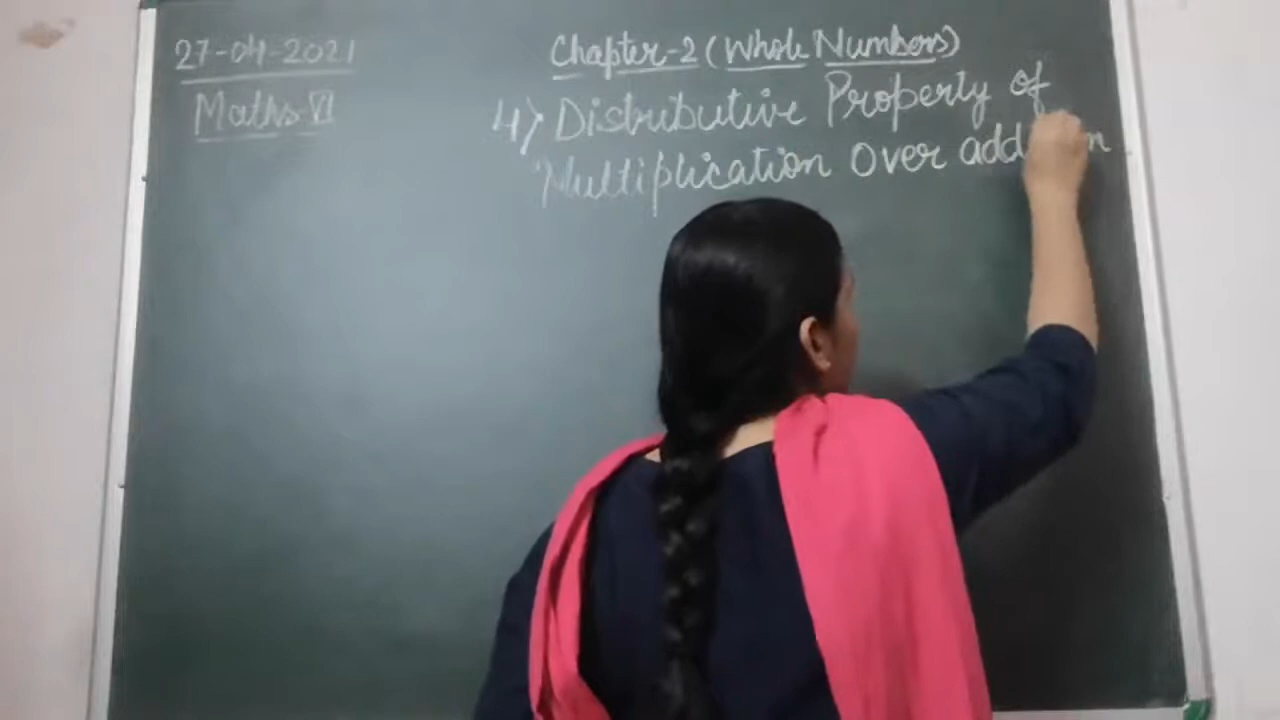 27-04-2021
Maths-VI
Chapter-2 (Whole Numbers)
4) Distributive Property of
Multiplication Over